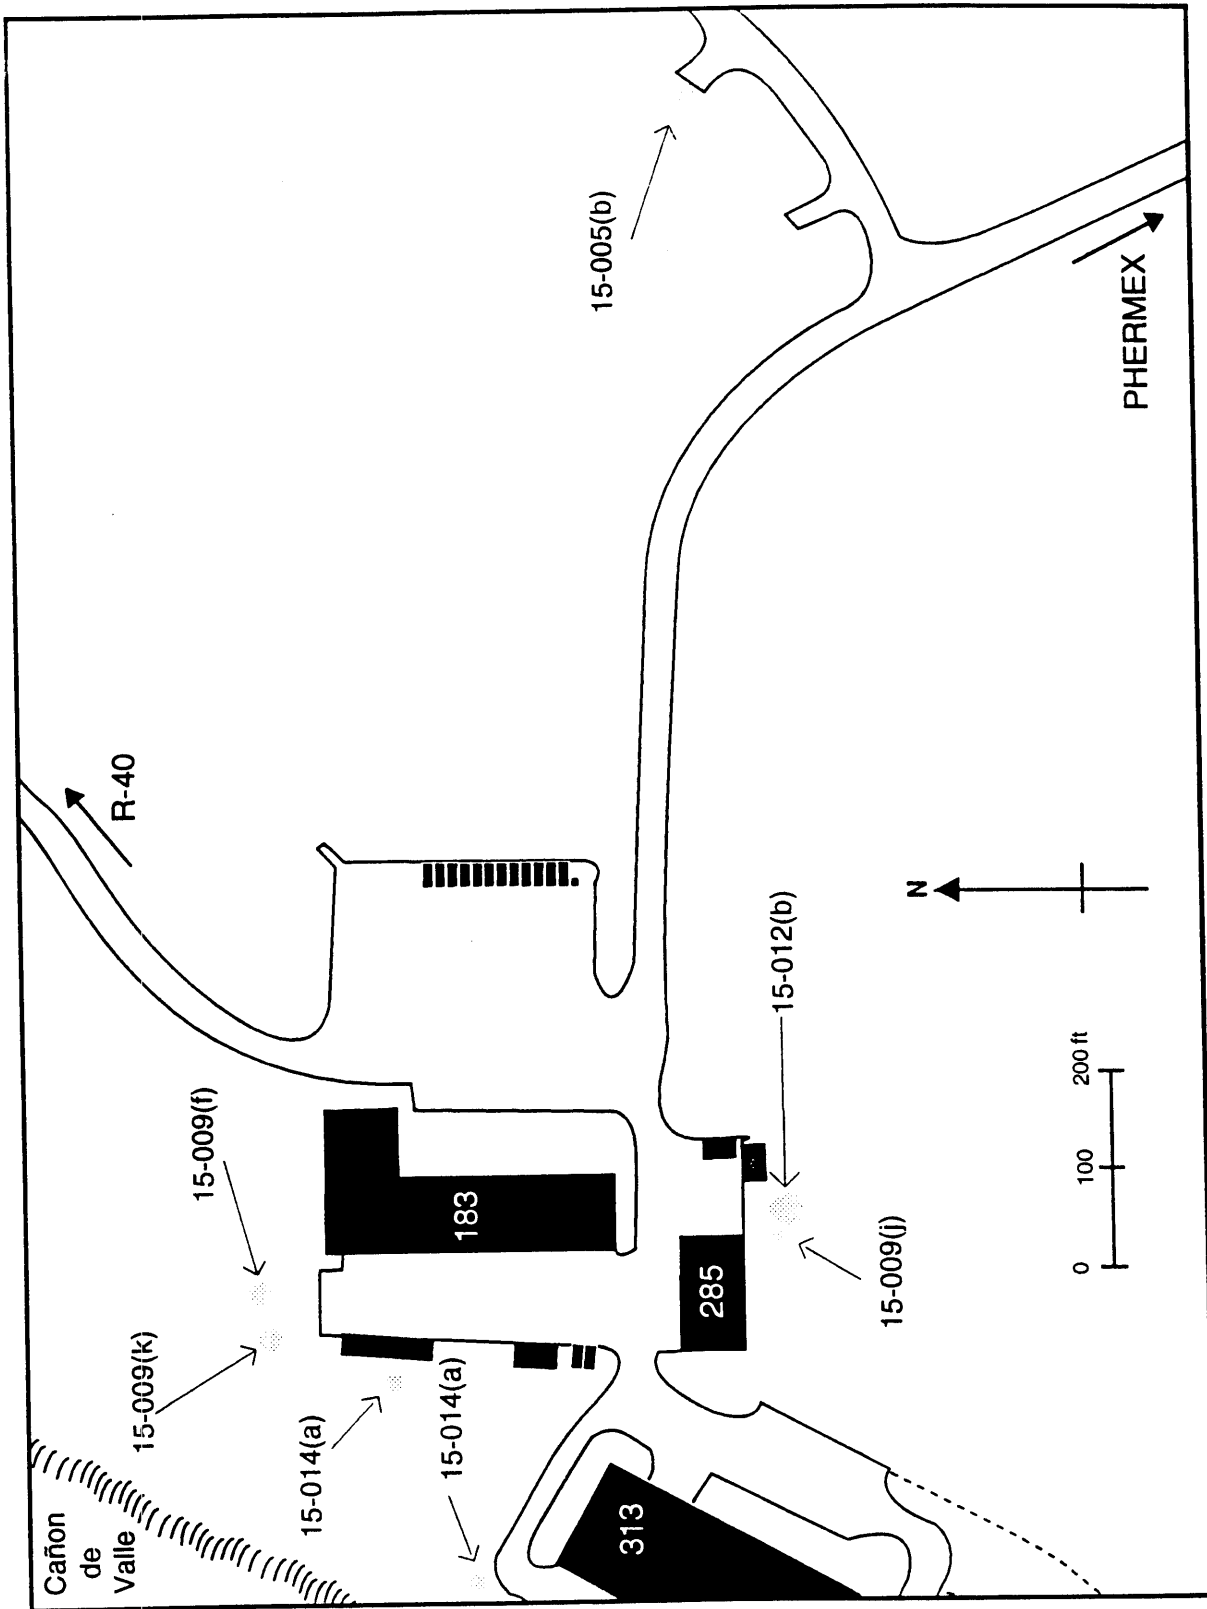 Cañon
de
Valle
15-009(k)
15-009(f)
R-40
15-014(a)
15-014(a)
183
313
285
15-005(b)
PHERMEX
N
15-012(b)
15-009(j)
0 100 200 ft